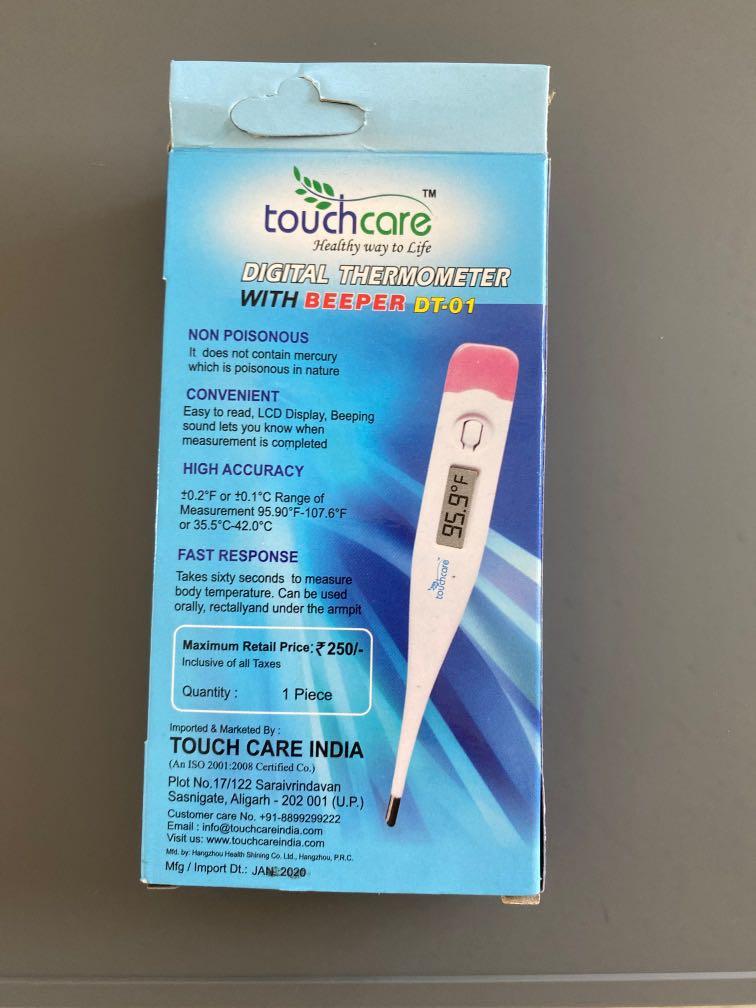 touchcare™
Healthy way to Life
DIGITAL THERMOMETER
WITH BEEPER DT-01
NON POISONOUS
It does not contain mercury
which is poisonous in nature
CONVENIENT
Easy to read, LCD Display, Beeping
sound lets you know when
measurement is completed
HIGH ACCURACY
±0.2°F or ±0.1°C Range of
Measurement 95.90°F-107.6°F
or 35.5°C-42.0°C
FAST RESPONSE
Takes sixty seconds to measure
body temperature. Can be used
orally, rectallyand under the armpit
95.9°F
touchcare
Maximum Retail Price:₹250/-
Inclusive of all Taxes
Quantity : 1 Piece
Imported & Marketed By :
TOUCH CARE INDIA
(An ISO 2001:2008 Certified Co.)
Plot No.17/122 Saraivrindavan
Sasnigate, Aligarh - 202 001 (U.P.)
Customer care No. +91-8899299222
Email : info@touchcareindia.com
Visit us: www.touchcareindia.com
Mfd. by: Hangzhou Health Shining Co. Ltd., Hangzhou, P.R.C.
Mfg / Import Dt.: JAN. 2020